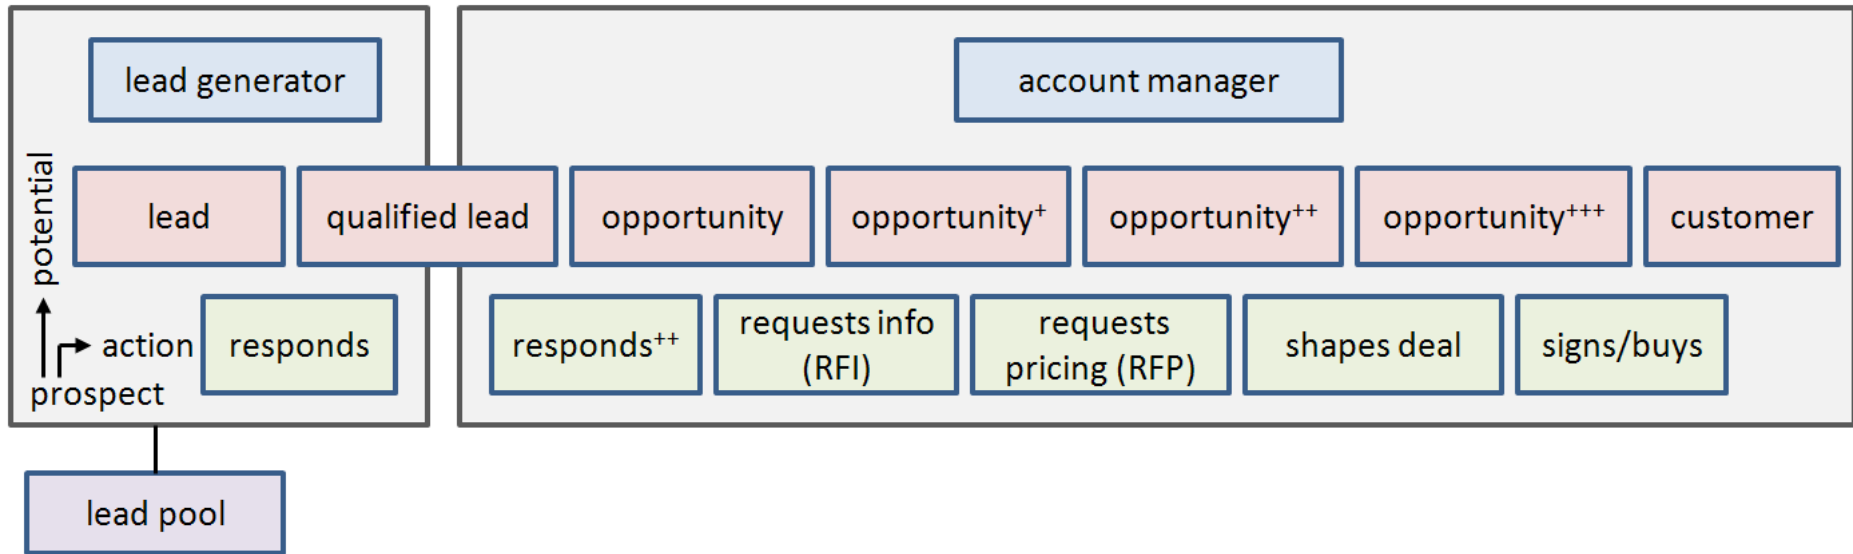 lead generator
account manager
potential
lead
qualified lead
opportunity
opportunity⁺
opportunity⁺⁺
opportunity⁺⁺⁺
customer
action
prospect
responds
responds⁺⁺
requests info
(RFI)
requests
pricing (RFP)
shapes deal
signs/buys
lead pool